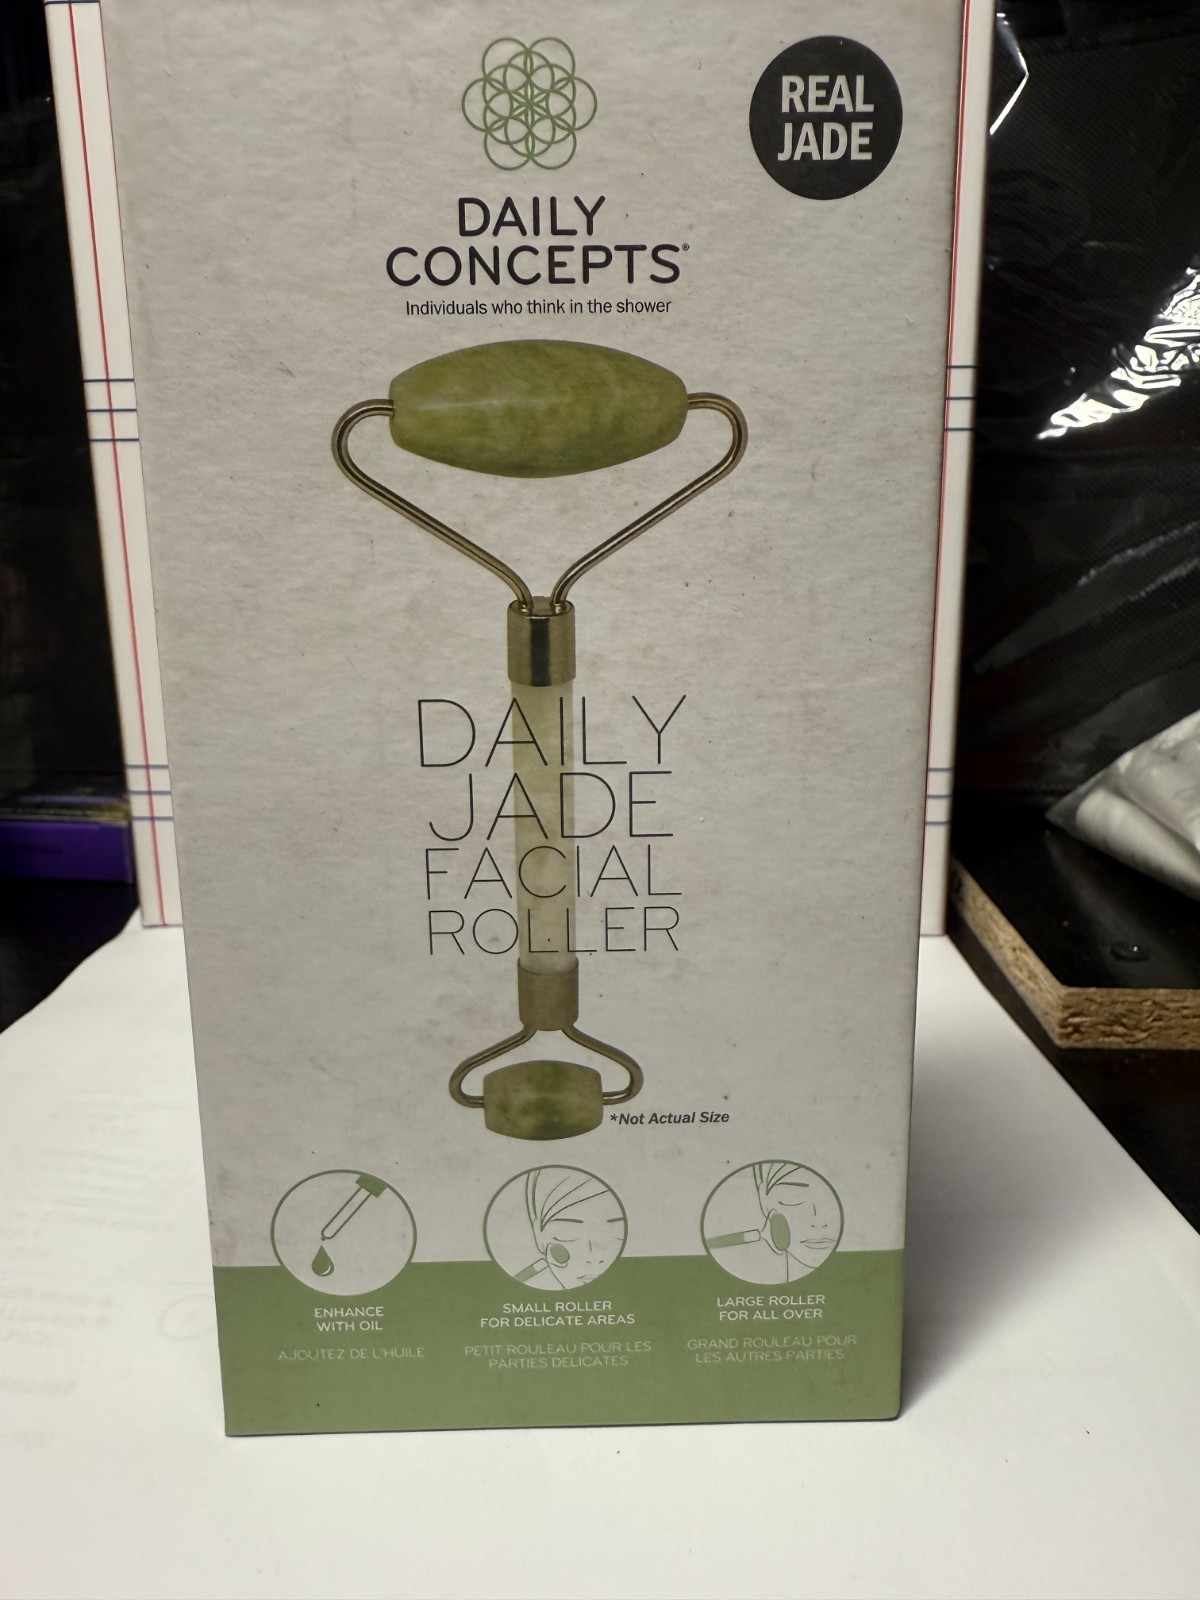 REAL
JADE
DAILY
CONCEPTS®
Individuals who think in the shower
DAILY
JADE
FACIAL
ROLLER
*Not Actual Size
ENHANCE
WITH OIL
AJOUTEZ DE L'HUILE
SMALL ROLLER
FOR DELICATE AREAS
PETIT ROULEAU POUR LES
PARTIES DELICATES
LARGE ROLLER
FOR ALL OVER
GRAND ROULEAU POUR
LES AUTRES PARTIES